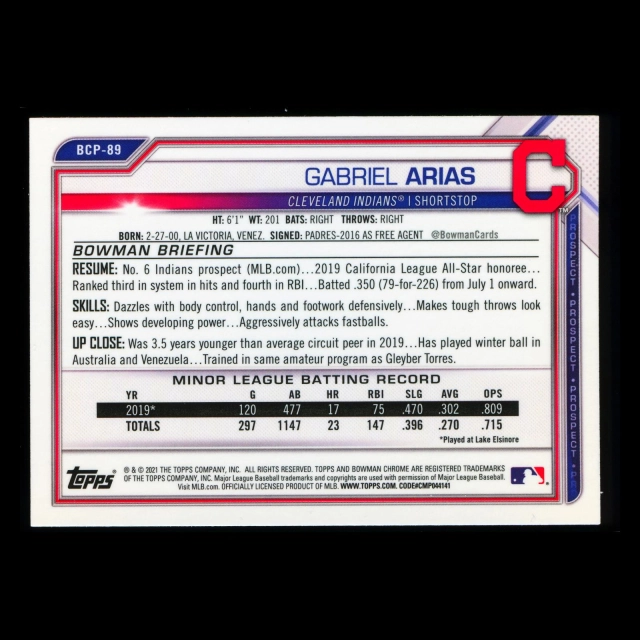 BCP-89
GABRIEL ARIAS
CLEVELAND INDIANS® | SHORTSTOP
HT: 6'1" WT: 201 BATS: RIGHT THROWS: RIGHT
BORN: 2-27-00, LA VICTORIA, VENEZ. SIGNED: PADRES-2016 AS FREE AGENT @BowmanCards
BOWMAN BRIEFING
RESUME: No. 6 Indians prospect (MLB.com)...2019 California League All-Star honoree...
Ranked third in system in hits and fourth in RBI...Batted .350 (79-for-226) from July 1 onward.
SKILLS: Dazzles with body control, hands and footwork defensively...Makes tough throws look
easy...Shows developing power...Aggressively attacks fastballs.
UP CLOSE: Was 3.5 years younger than average circuit peer in 2019...Has played winter ball in
Australia and Venezuela...Trained in same amateur program as Gleyber Torres.
MINOR LEAGUE BATTING RECORD
YR G AB HR RBI SLG AVG OPS
2019* 120 477 17 75 .470 .302 .809
TOTALS 297 1147 23 147 .396 .270 .715
*Played at Lake Elsinore
Topps
® & © 2021 THE TOPPS COMPANY, INC. ALL RIGHTS RESERVED. TOPPS AND BOWMAN CHROME ARE REGISTERED TRADEMARKS
OF THE TOPPS COMPANY, INC. Major League Baseball trademarks and copyrights are used with permission of Major League Baseball.
Visit MLB.com. OFFICIALLY LICENSED PRODUCT OF MLB. WWW.TOPPS.COM. CODE#CMP044141
C
TM
PROSPECT • PROSPECT • PROSPECT • PROSPECT • PR